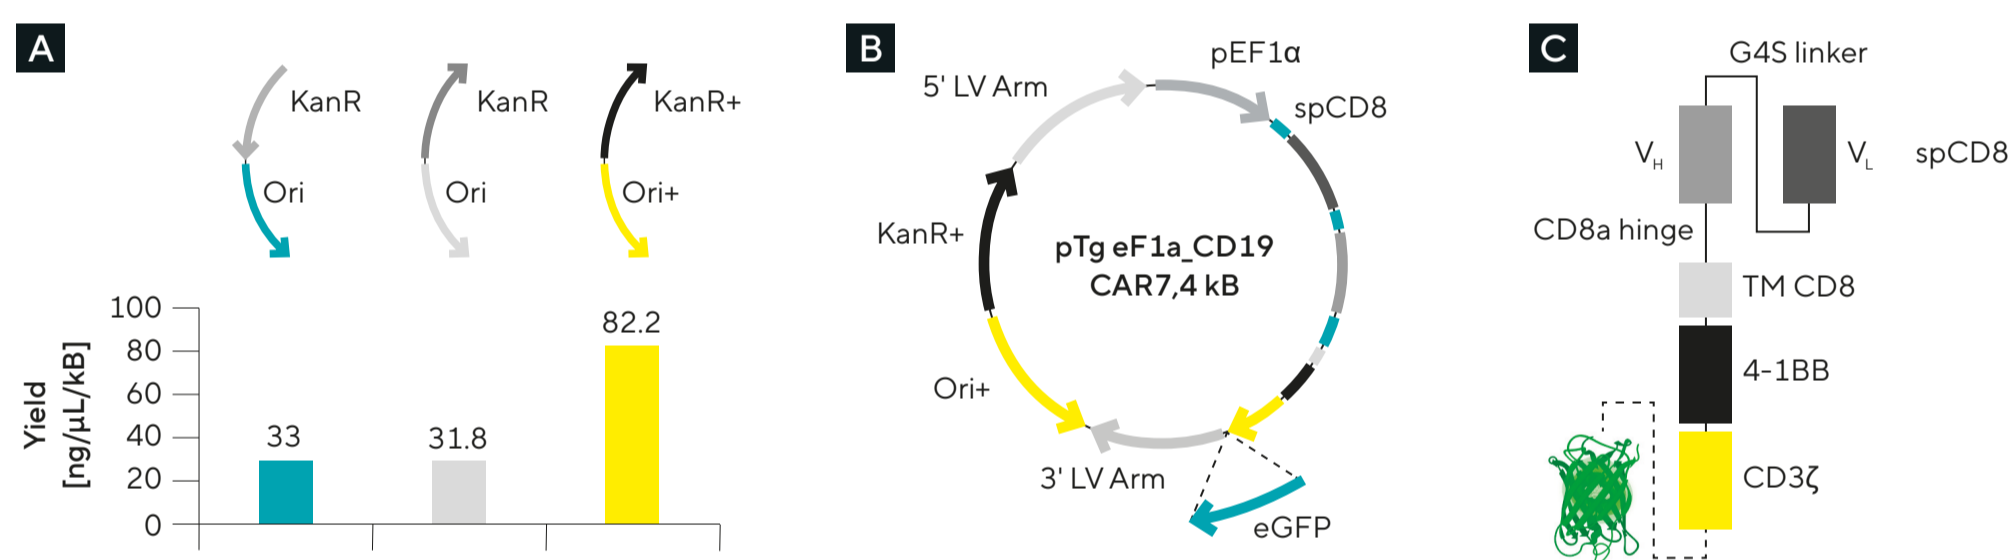 A
KanR
KanR
KanR+
Ori
Ori
Ori+
Yield
[ng/µL/kB]
100
80
60
40
20
0
33
31.8
82.2
B
pEF1α
5' LV Arm
spCD8
KanR+
pTg eF1a_CD19
CAR7,4 kB
Ori+
3' LV Arm
eGFP
C
G4S linker
VH
VL
spCD8
CD8a hinge
TM CD8
4-1BB
CD3ζ